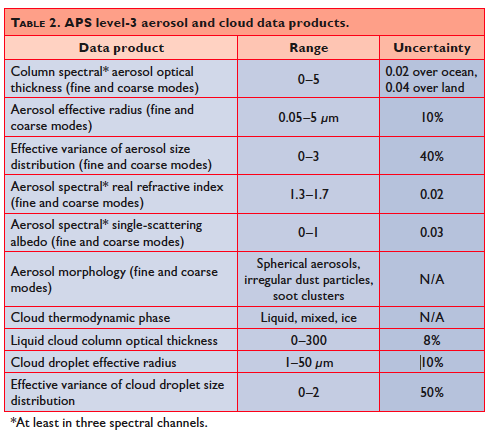 TABLE 2. APS level-3 aerosol and cloud data products.
Data product Range Uncertainty
Column spectral* aerosol optical
thickness (fine and coarse modes)
0–5
0.02 over ocean,
0.04 over land
Aerosol effective radius (fine and
coarse modes)
0.05–5 µm
10%
Effective variance of aerosol size
distribution (fine and coarse modes)
0–3
40%
Aerosol spectral* real refractive index
(fine and coarse modes)
1.3–1.7
0.02
Aerosol spectral* single-scattering
albedo (fine and coarse modes)
0–1
0.03
Aerosol morphology (fine and coarse
modes)
Spherical aerosols,
irregular dust particles,
soot clusters
N/A
Cloud thermodynamic phase Liquid, mixed, ice N/A
Liquid cloud column optical thickness 0–300 8%
Cloud droplet effective radius 1–50 µm 10%
Effective variance of cloud droplet size
distribution
0–2
50%
*At least in three spectral channels.